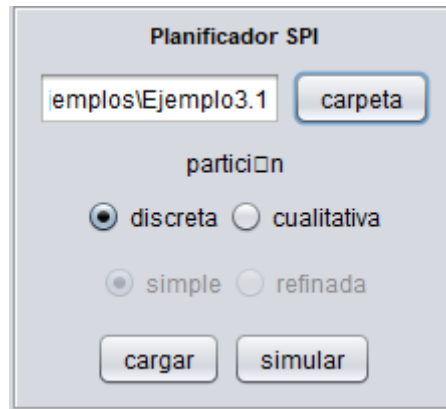 Planificador SPI
jemplos\Ejemplo3.1 carpeta
partici□n
discreta cualitativa
simple refinada
cargar simular